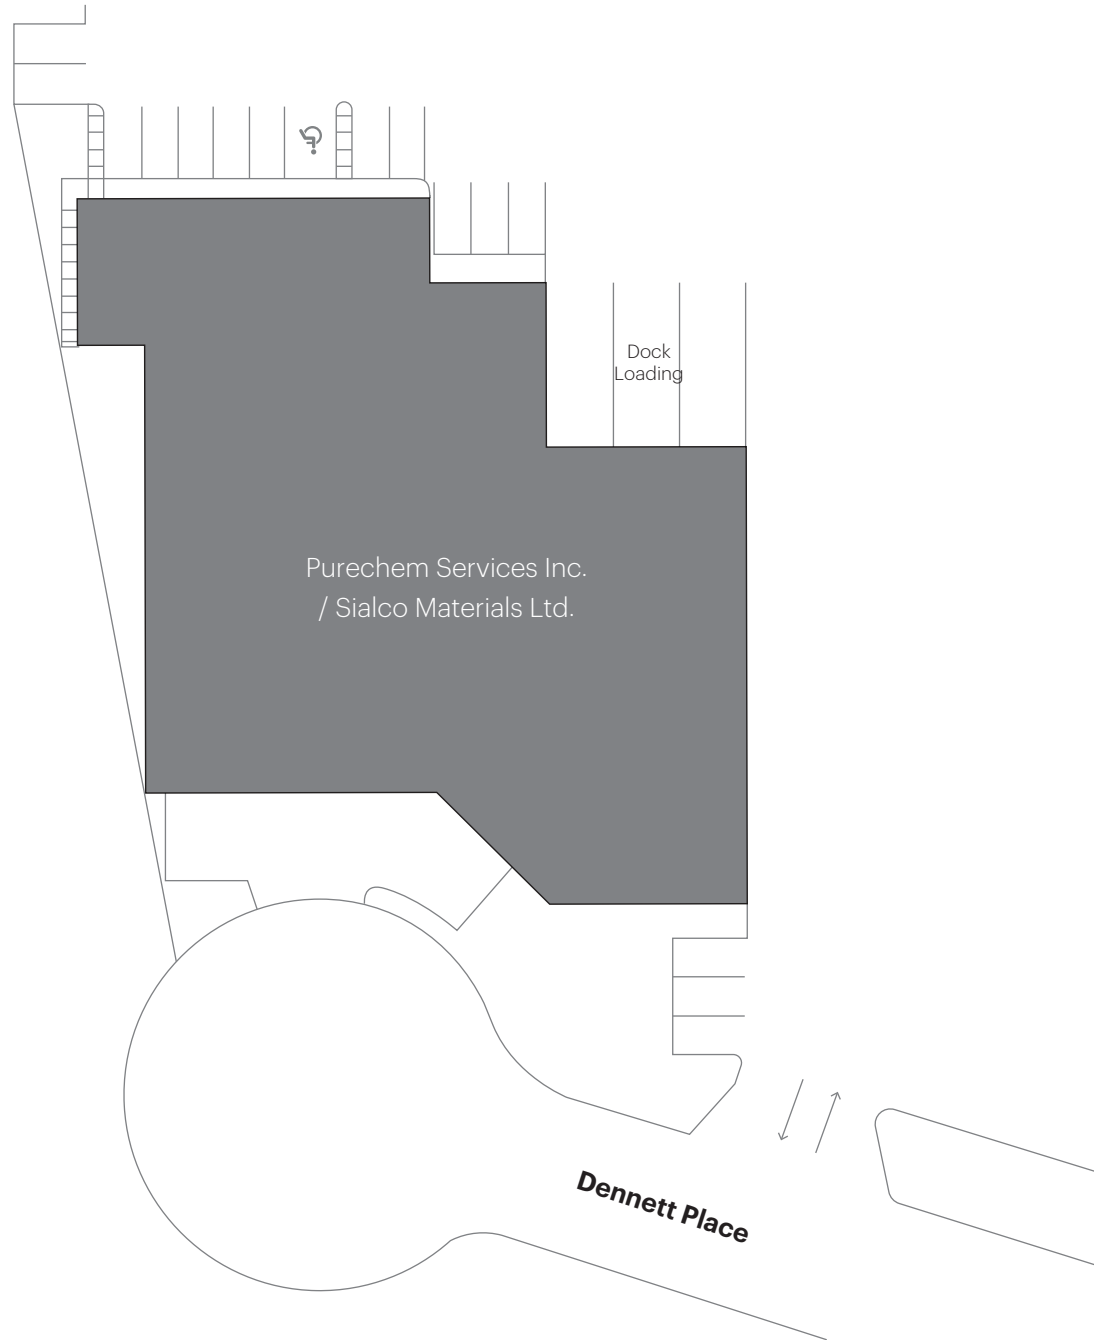 Dock
Loading
Purechem Services Inc.
/ Sialco Materials Ltd.
Dennett Place